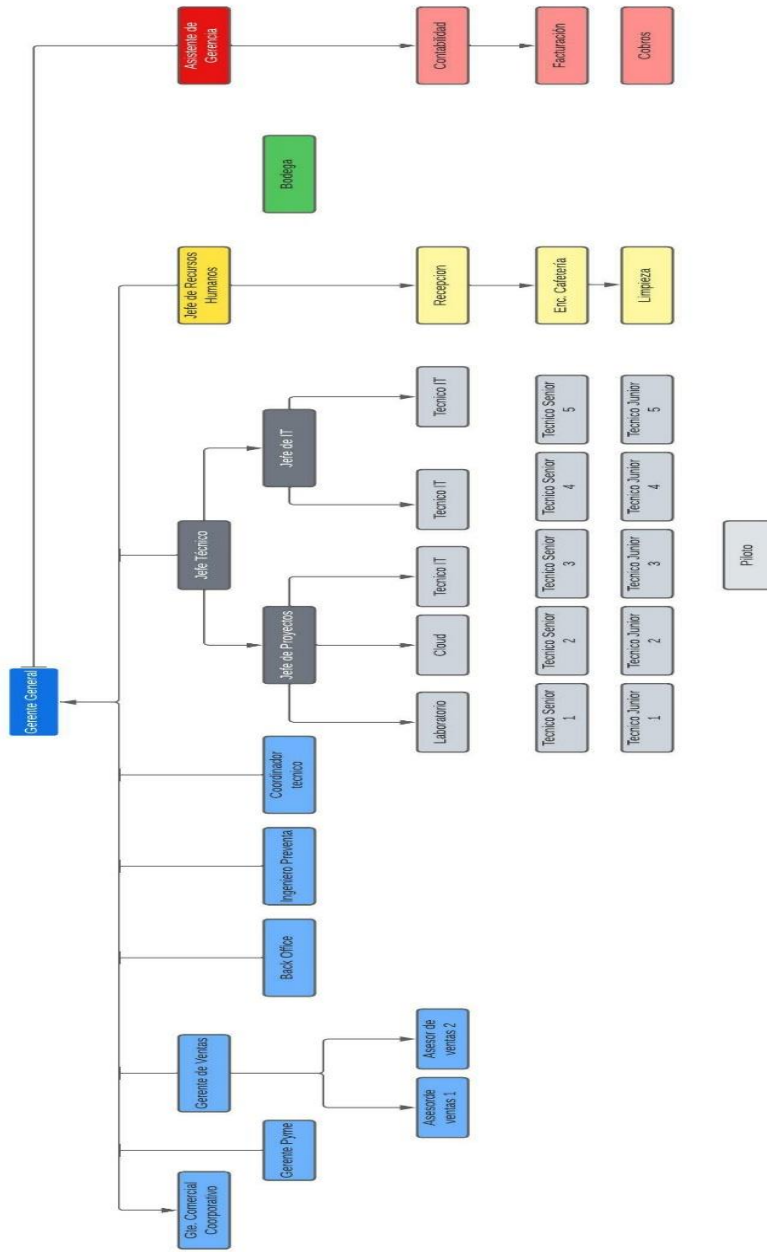 Gerente General
Gte. Comercial
Coorporativo
Gerente de Ventas
Jefe Técnico
Jefe de Recursos
Humanos
Asistente de
Gerencia
Gerente Pyme
Back Office
Ingeniero Preventa
Coordinador
tecnico
Jefe de Proyectos
Jefe de IT
Bodega
Asesorde
ventas 1
Asesor de
ventas 2
Laboratorio
Cloud
Tecnico IT
Tecnico IT
Tecnico IT
Recepcion
Contabilidad
Tecnico Senior
1
Tecnico Senior
2
Tecnico Senior
3
Tecnico Senior
4
Tecnico Senior
5
Enc. Cafetería
Facturación
Tecnico Junior
1
Tecnico Junior
2
Tecnico Junior
3
Tecnico Junior
4
Tecnico Junior
5
Limpieza
Cobros
Piloto